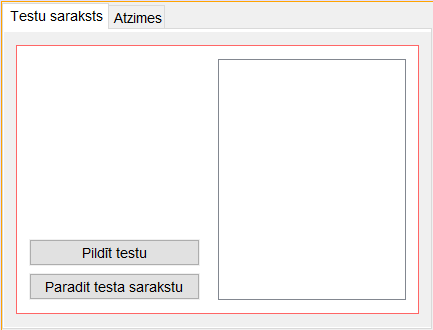 Testu saraksts
Atzimes
Pildīt testu
Paradit testa sarakstu